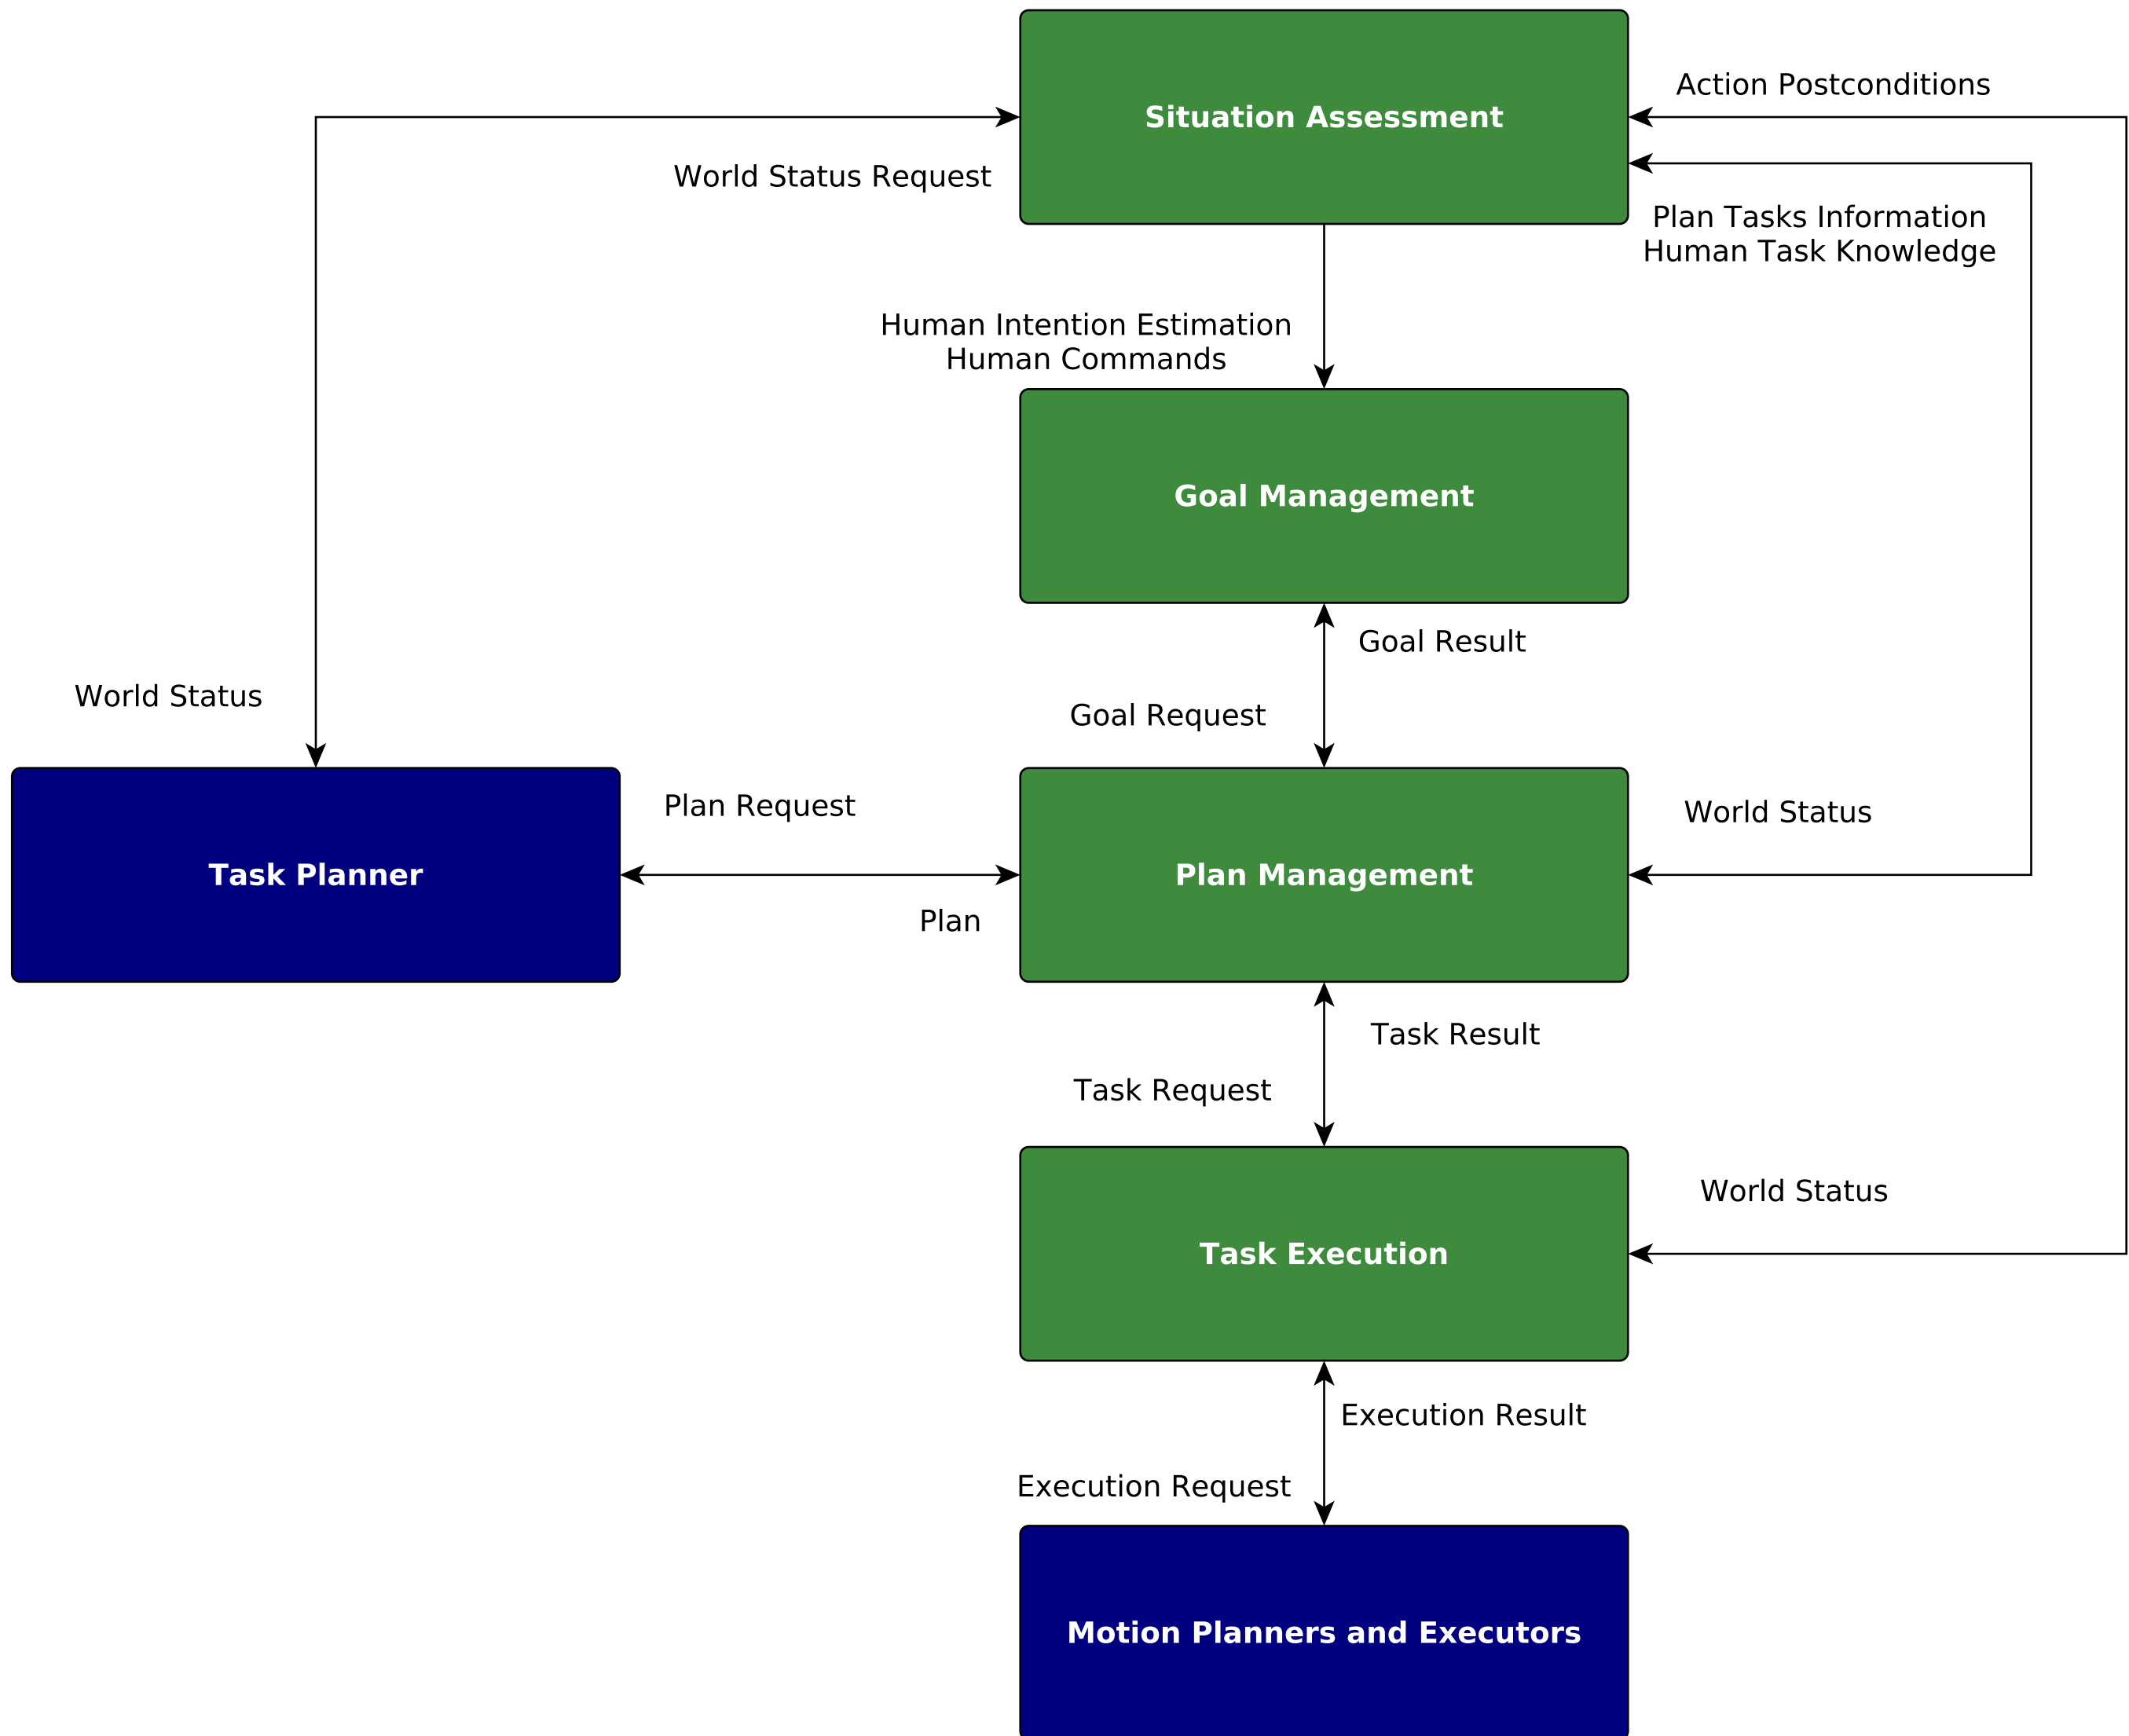 Action Postconditions
Situation Assessment
World Status Request
Plan Tasks Information
Human Task Knowledge
Human Intention Estimation
Human Commands
Goal Management
Goal Result
World Status
Goal Request
Plan Request
World Status
Task Planner
Plan Management
Plan
Task Result
Task Request
World Status
Task Execution
Execution Result
Execution Request
Motion Planners and Executors